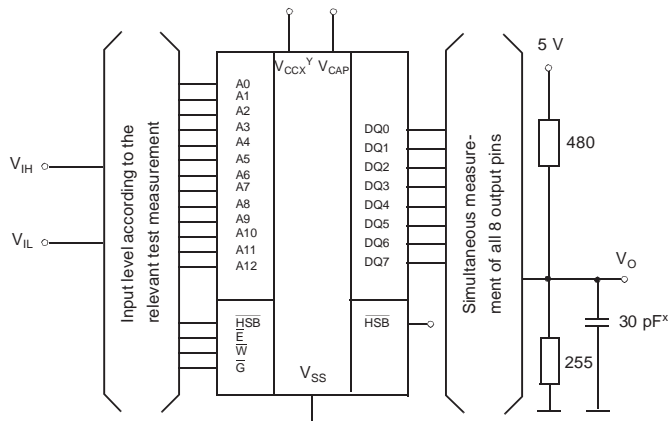 5 V
V_CCX^Y V_CAP
A0
A1
A2
A3
A4
A5
A6
A7
A8
A9
A10
A11
A12
HSB
E
W
G
DQ0
DQ1
DQ2
DQ3
DQ4
DQ5
DQ6
DQ7
HSB
V_SS
V_IH
V_IL
Input level according to the
relevant test measurement
Simultaneous measure-
ment of all 8 output pins
480
V_O
30 pF^x
255